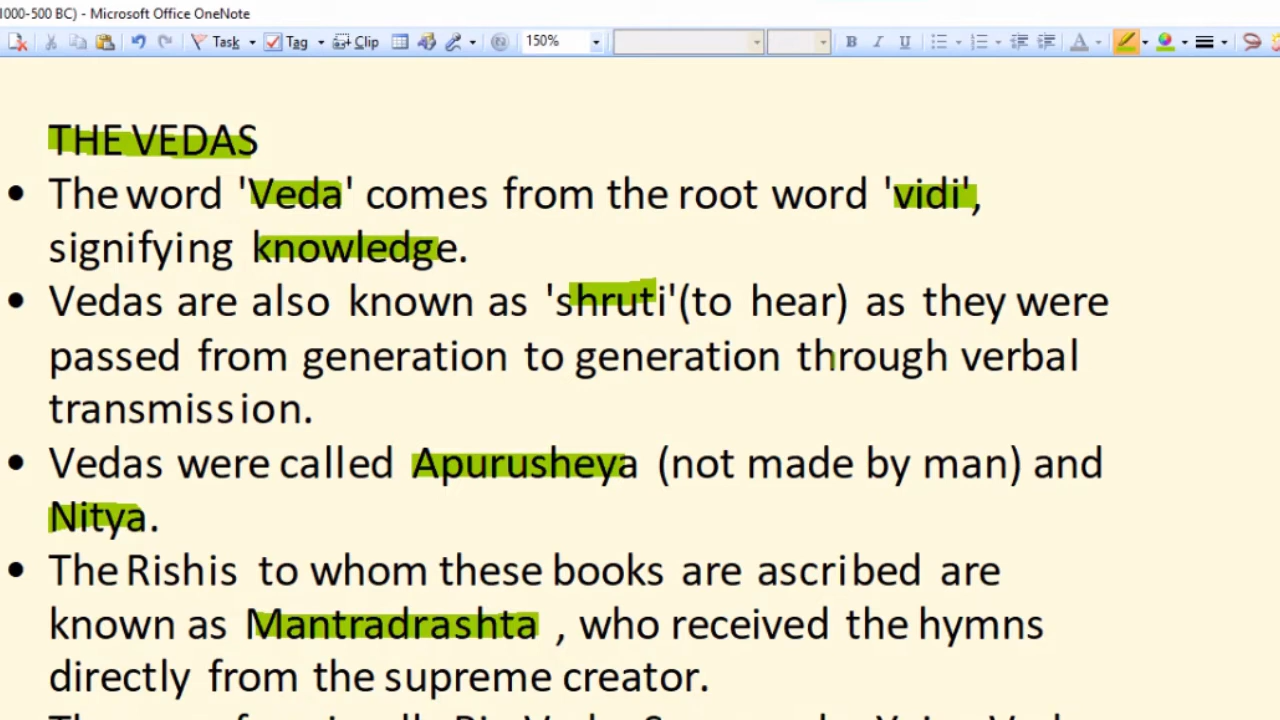 1000-500 BC) - Microsoft Office OneNote
Task Tag Clip 150% B I U A
THE VEDAS
• The word 'Veda' comes from the root word 'vidi',
signifying knowledge.
• Vedas are also known as 'shruti'(to hear) as they were
passed from generation to generation through verbal
transmission.
• Vedas were called Apurusheya (not made by man) and
Nitya.
• The Rishis to whom these books are ascribed are
known as Mantradrashta , who received the hymns
directly from the supreme creator.